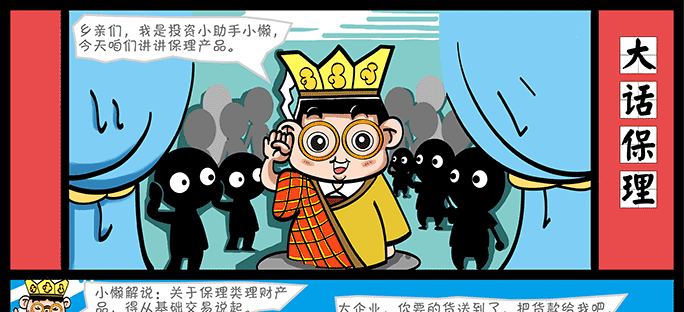 乡亲们，我是投资小助手小懒，
今天咱们讲讲保理产品。
大
话
保
理
小懒解说：关于保理类理财产
品，得从基础交易说起。
大企业，你要的货送到了，把货款给我吧，